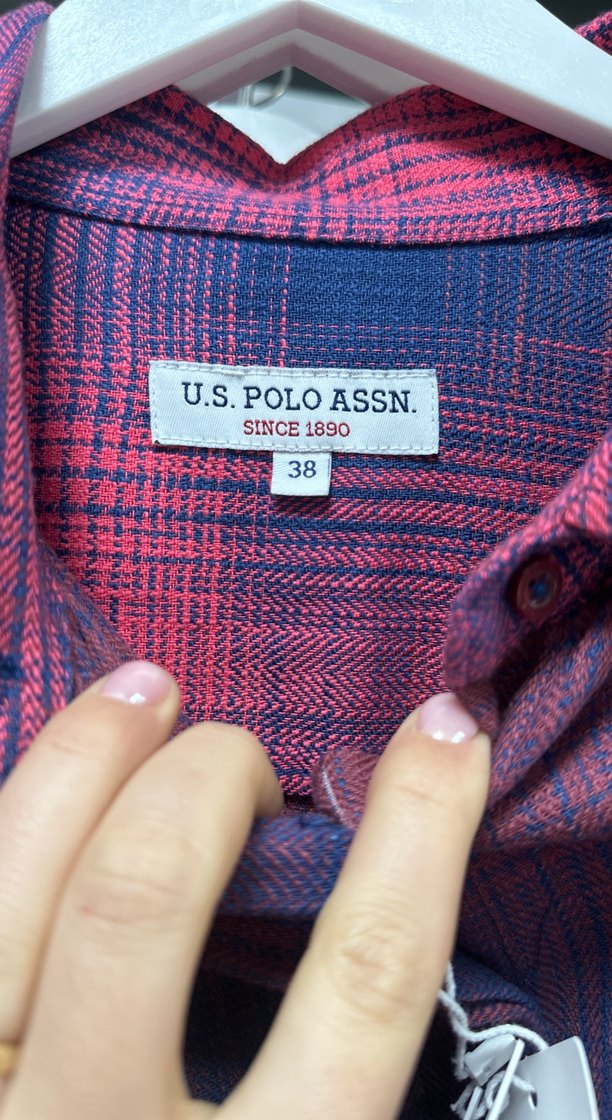 U.S. POLO ASSN.
SINCE 1890
38